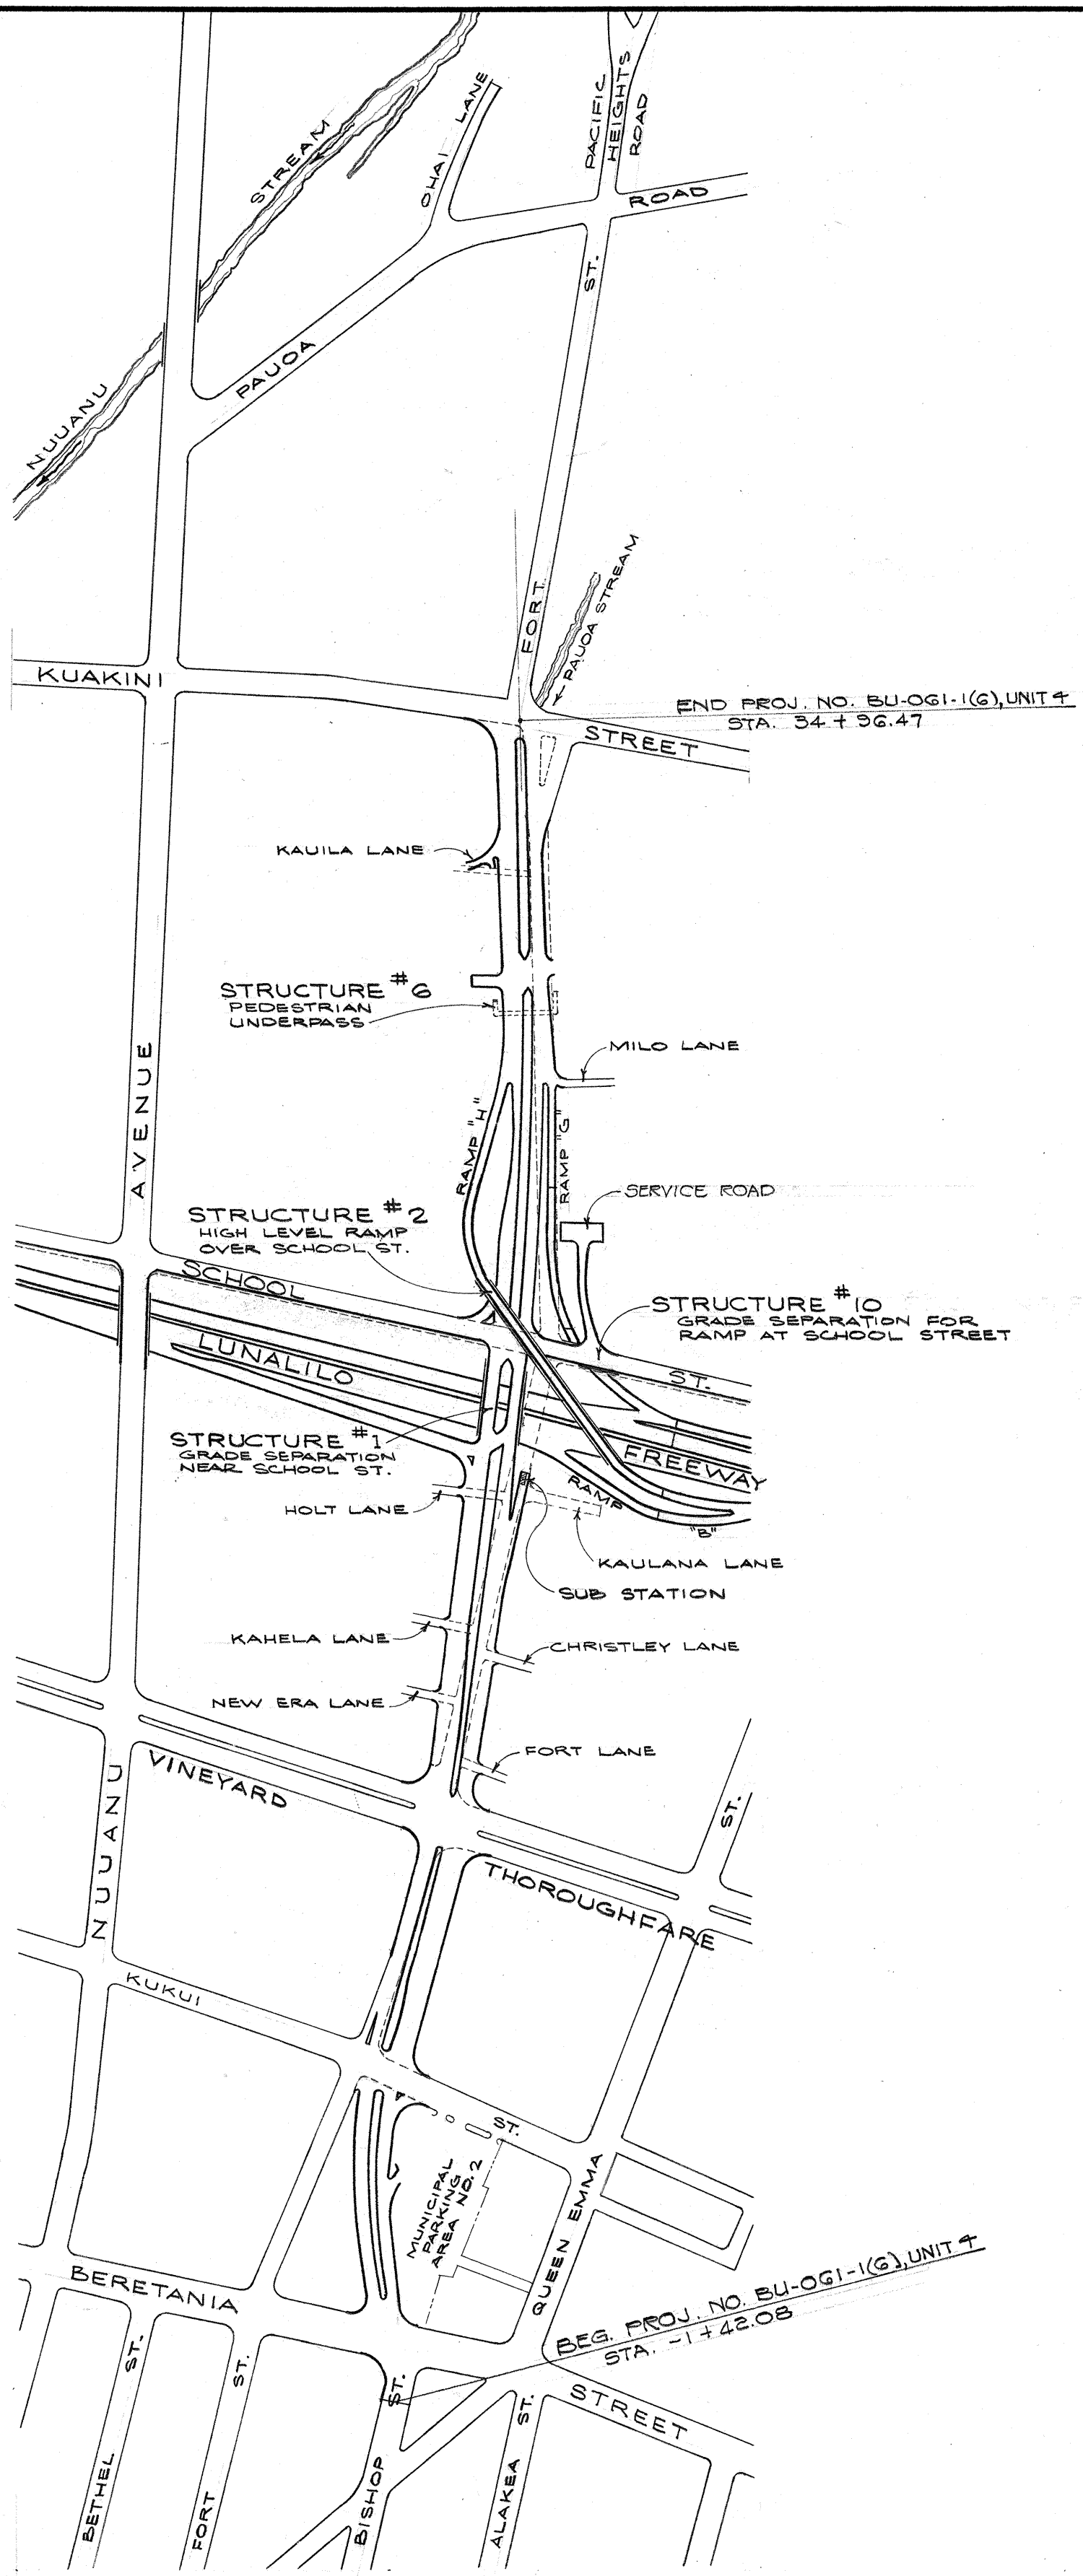 PACIFIC
HEIGHTS
ROAD
OHAI LANE
STREAM
ROAD
ST.
PAUOA
NUUANU
FORT
PAUOA STREAM
KUAKINI
END PROJ. NO. BU-061-1(6), UNIT 4
STA. 34 + 96.47
STREET
KAUILA LANE
STRUCTURE #6
PEDESTRIAN
UNDERPASS
MILO LANE
AVENUE
RAMP "H"
RAMP "G"
SERVICE ROAD
STRUCTURE #2
HIGH LEVEL RAMP
OVER SCHOOL ST.
SCHOOL
STRUCTURE #10
GRADE SEPARATION FOR
RAMP AT SCHOOL STREET
LUNALILO
ST.
STRUCTURE #1
GRADE SEPARATION
NEAR SCHOOL ST.
FREEWAY
RAMP
"B"
HOLT LANE
KAULANA LANE
SUB STATION
KAHELA LANE
CHRISTLEY LANE
NEW ERA LANE
FORT LANE
VINEYARD
ST.
NUUANU
THOROUGHFARE
KUKUI
ST.
MUNICIPAL
PARKING
AREA NO. 2
QUEEN EMMA
BERETANIA
BEG. PROJ. NO. BU-061-1(6), UNIT 4
STA. -1 + 42.08
ST.
ST.
ST.
ST.
STREET
BETHEL
FORT
BISHOP
ALAKEA